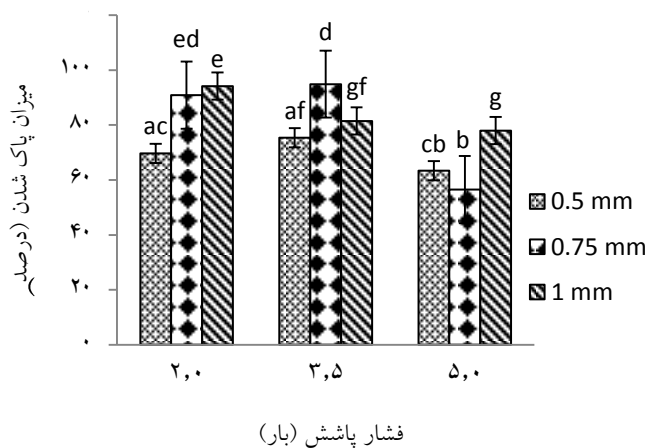 میزان پاک شدن (درصد)
۱۰۰
۸۰
۶۰
۴۰
۲۰
۰
ac ed e
af d gf
cb b g
0.5 mm
0.75 mm
1 mm
۲,۰ ۳,۵ ۵,۰
فشار پاشش (بار)